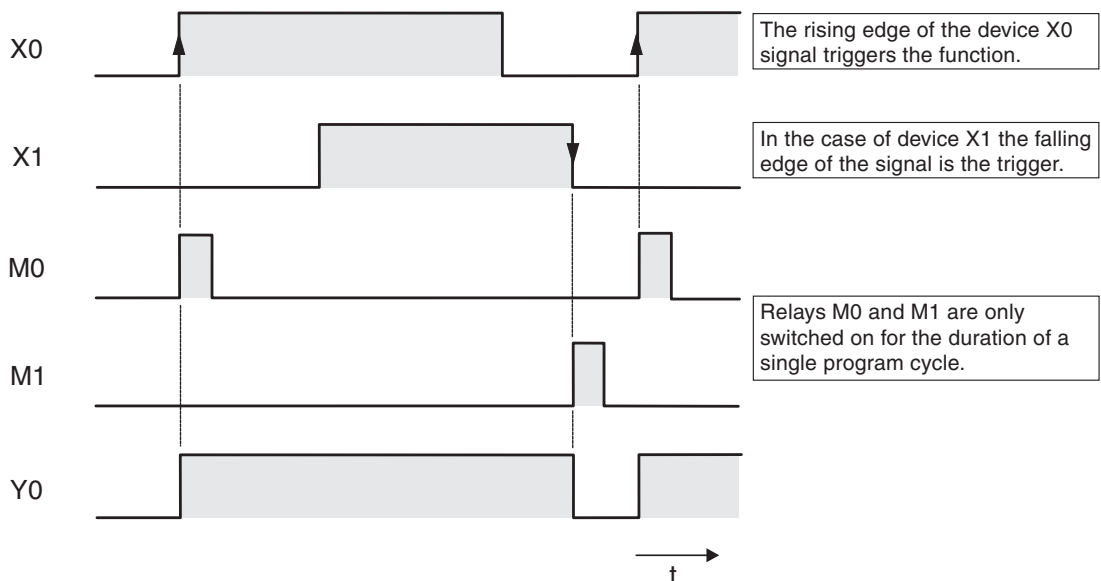 X0
The rising edge of the device X0
signal triggers the function.
X1
In the case of device X1 the falling
edge of the signal is the trigger.
M0
Relays M0 and M1 are only
switched on for the duration of a
single program cycle.
M1
Y0
t